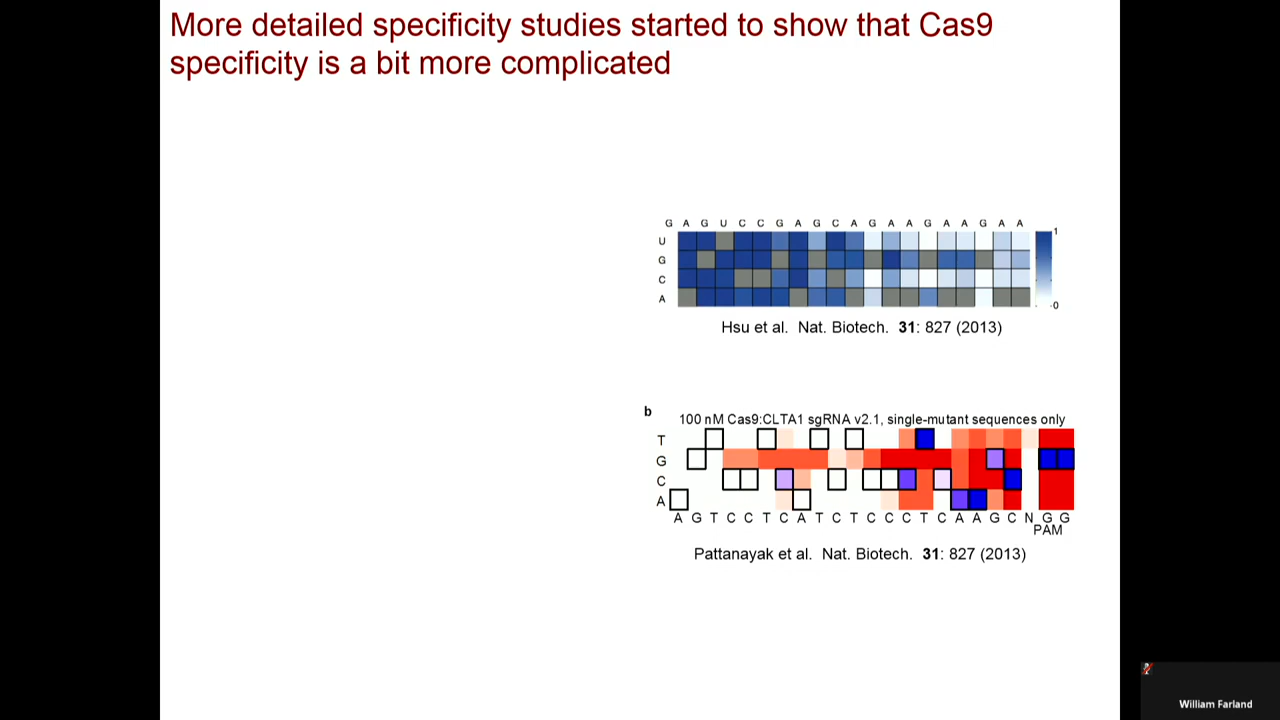 More detailed specificity studies started to show that Cas9
specificity is a bit more complicated
G A G U C C G A G C A G A A G A A G A A
U
G
C
A
1
0
Hsu et al. Nat. Biotech. 31: 827 (2013)
b
100 nM Cas9:CLTA1 sgRNA v2.1, single-mutant sequences only
T
G
C
A
A G T C C T C A T C T C C C T C A A G C N G G
PAM
Pattanayak et al. Nat. Biotech. 31: 827 (2013)
William Farland